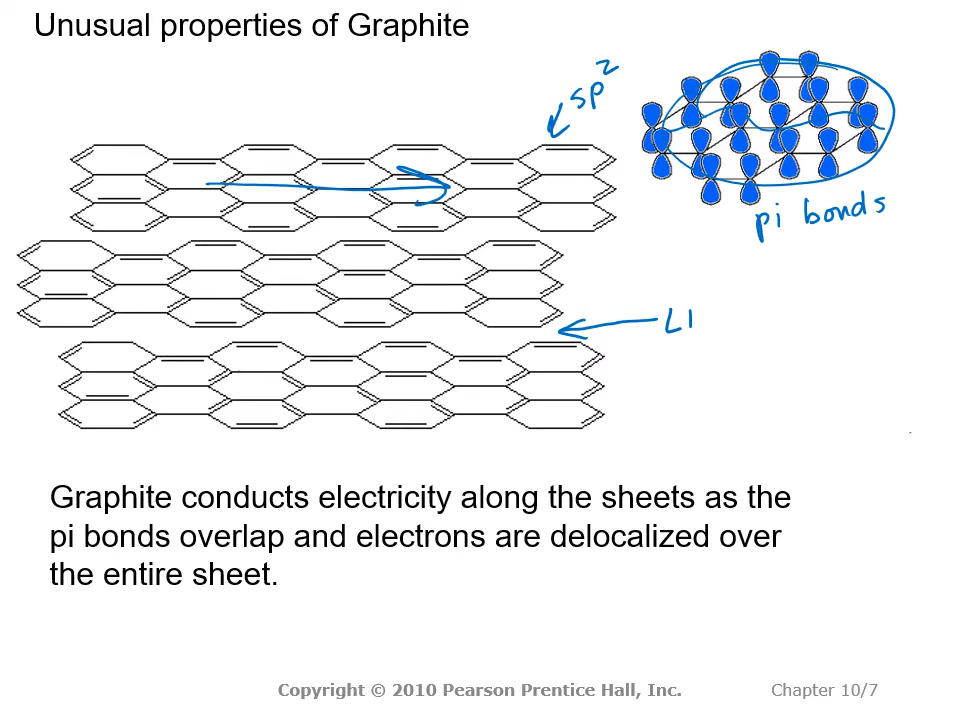 Unusual properties of Graphite
sp²
pi bonds
LI
Graphite conducts electricity along the sheets as the
pi bonds overlap and electrons are delocalized over
the entire sheet.
Copyright © 2010 Pearson Prentice Hall, Inc.
Chapter 10/7